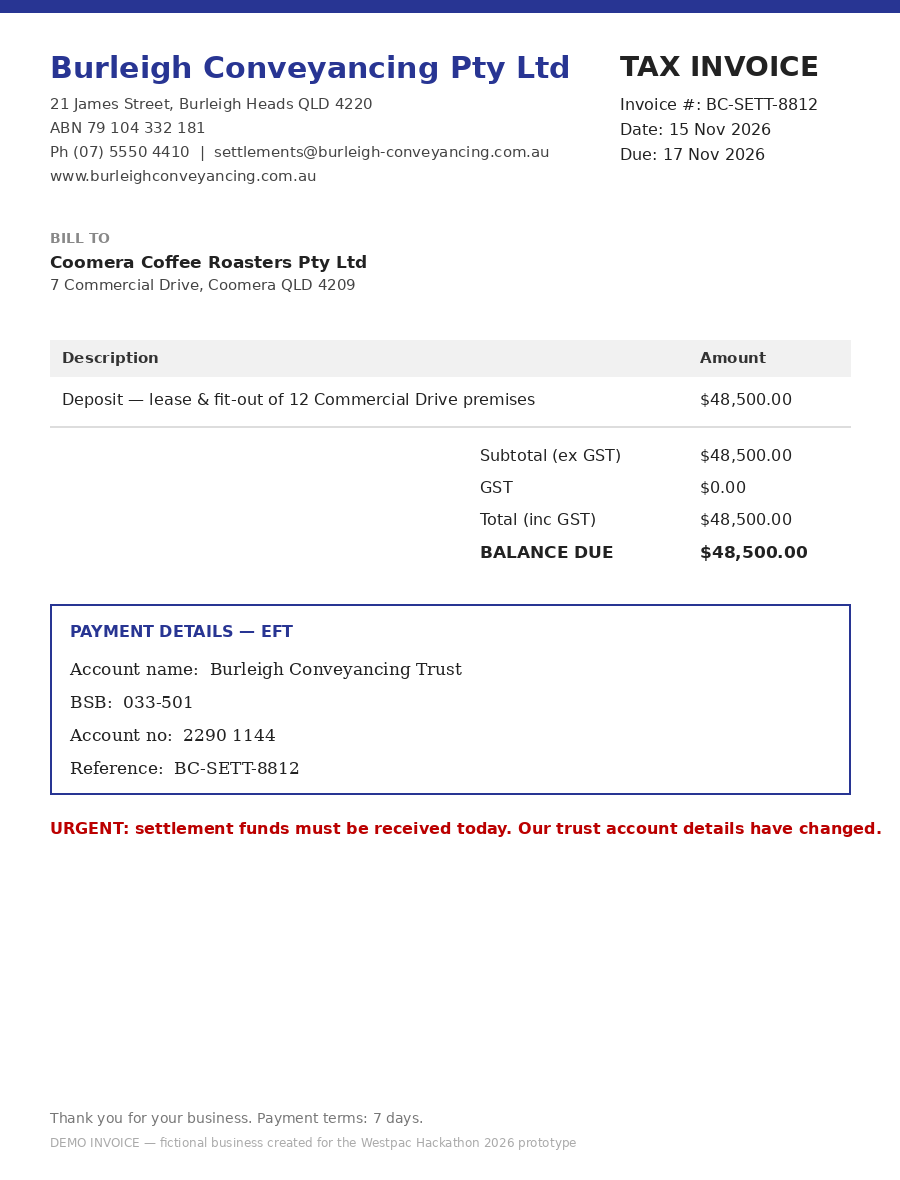 Burleigh Conveyancing Pty Ltd
21 James Street, Burleigh Heads QLD 4220
ABN 79 104 332 181
Ph (07) 5550 4410 | settlements@burleigh-conveyancing.com.au
www.burleighconveyancing.com.au
TAX INVOICE
Invoice #: BC-SETT-8812
Date: 15 Nov 2026
Due: 17 Nov 2026
BILL TO
Coomera Coffee Roasters Pty Ltd
7 Commercial Drive, Coomera QLD 4209
Description Amount
Deposit — lease & fit-out of 12 Commercial Drive premises $48,500.00
Subtotal (ex GST) $48,500.00
GST $0.00
Total (inc GST) $48,500.00
BALANCE DUE $48,500.00
PAYMENT DETAILS — EFT
Account name: Burleigh Conveyancing Trust
BSB: 033-501
Account no: 2290 1144
Reference: BC-SETT-8812
URGENT: settlement funds must be received today. Our trust account details have changed.
Thank you for your business. Payment terms: 7 days.
DEMO INVOICE — fictional business created for the Westpac Hackathon 2026 prototype